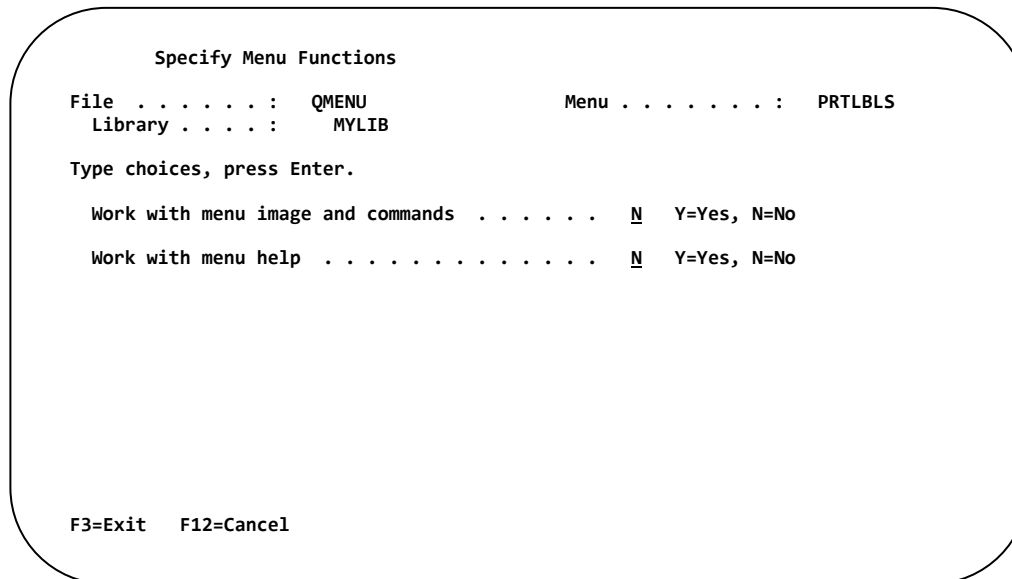 Specify Menu Functions
File . . . . . . : QMENU Menu . . . . . . . : PRTLBLS
Library . . . . : MYLIB
Type choices, press Enter.
Work with menu image and commands . . . . . . N Y=Yes, N=No
Work with menu help . . . . . . . . . . . . . N Y=Yes, N=No
F3=Exit F12=Cancel